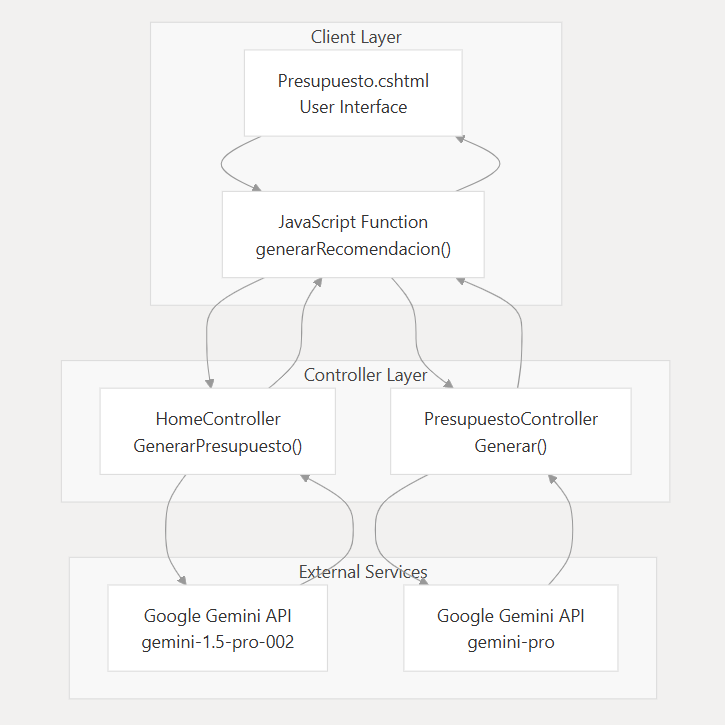 Client Layer
Presupuesto.cshtml
User Interface
JavaScript Function
generarRecomendacion()
Controller Layer
HomeController
GenerarPresupuesto()
PresupuestoController
Generar()
External Services
Google Gemini API
gemini-1.5-pro-002
Google Gemini API
gemini-pro